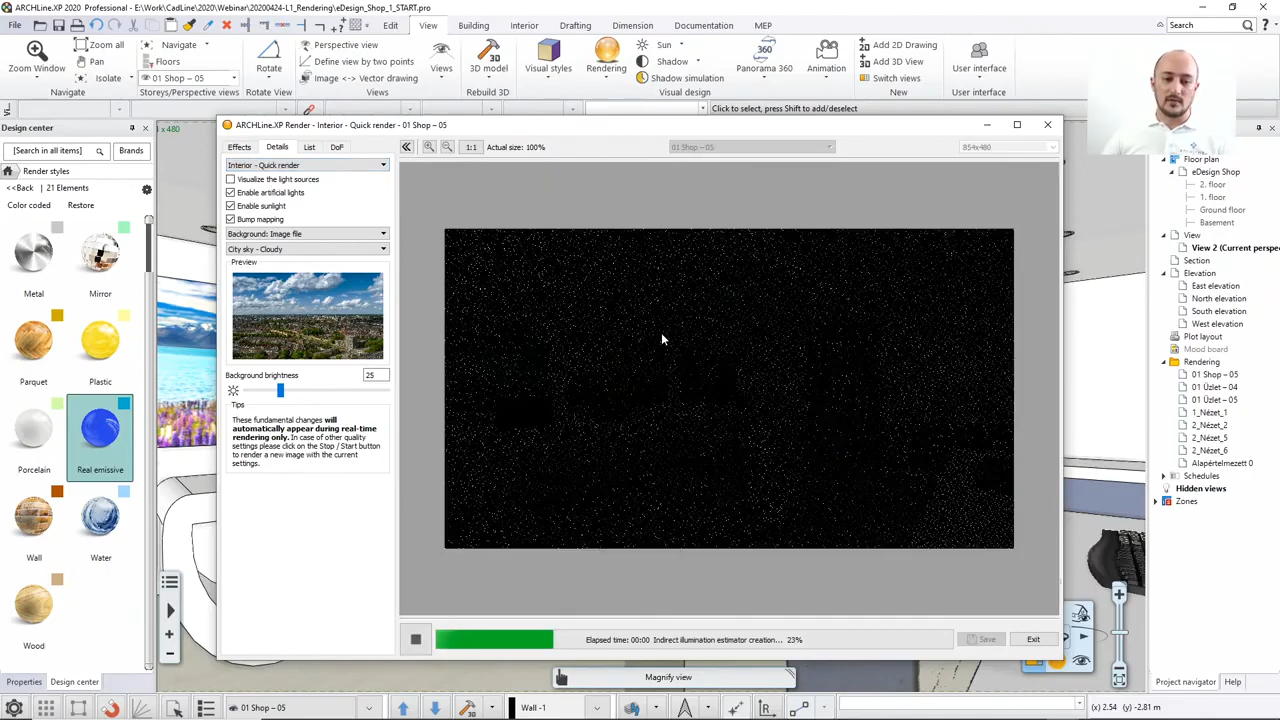 ARCHLine.XP 2020 Professional - E:\Work\CadLine\2020\Webinar\20200424-L1_Rendering\eDesign_Shop_1_START.pro
File
Edit
View
Building
Interior
Drafting
Dimension
Documentation
MEP
Search
Zoom Window
Zoom all
Pan
Isolate
Navigate
Navigate
Floors
01 Shop – 05
Storeys/Perspective views
Rotate
Rotate View
Perspective view
Define view by two points
Image <-> Vector drawing
Views
Views
3D model
Rebuild 3D
Visual styles
Rendering
Sun
Shadow
Shadow simulation
Visual design
Panorama 360
Animation
Add 2D Drawing
Add 3D View
Switch views
New
User interface
User interface
Click to select, press Shift to add/deselect
Design center
x 480
[Search in all items]
Brands
Render styles
<<Back | 21 Elements
Color coded
Restore
Metal
Mirror
Parquet
Plastic
Porcelain
Real emissive
Wall
Water
Wood
Properties
Design center
ARCHLine.XP Render - Interior - Quick render - 01 Shop – 05
Effects
Details
List
DoF
1:1
Actual size: 100%
01 Shop – 05
854x480
Interior - Quick render
Visualize the light sources
Enable artificial lights
Enable sunlight
Bump mapping
Background: Image file
City sky - Cloudy
Preview
Background brightness
25
Tips
These fundamental changes will
automatically appear during real-time
rendering only. In case of other quality
settings please click on the Stop / Start button
to render a new image with the current
settings.
Elapsed time: 00:00 Indirect illumination estimator creation... 23%
Save
Exit
Magnify view
Floor plan
eDesign Shop
2. floor
1. floor
Ground floor
Basement
View
View 2 (Current perspe
Section
Elevation
East elevation
North elevation
South elevation
West elevation
Plot layout
Mood board
Rendering
01 Shop – 05
01 Üzlet – 04
01 Üzlet – 05
1_Nézet_1
2_Nézet_2
2_Nézet_5
2_Nézet_6
Alapértelmezett 0
Schedules
Hidden views
Zones
Project navigator
Help
01 Shop – 05
Wall -1
(x) 2.54 (y) -2.81 m